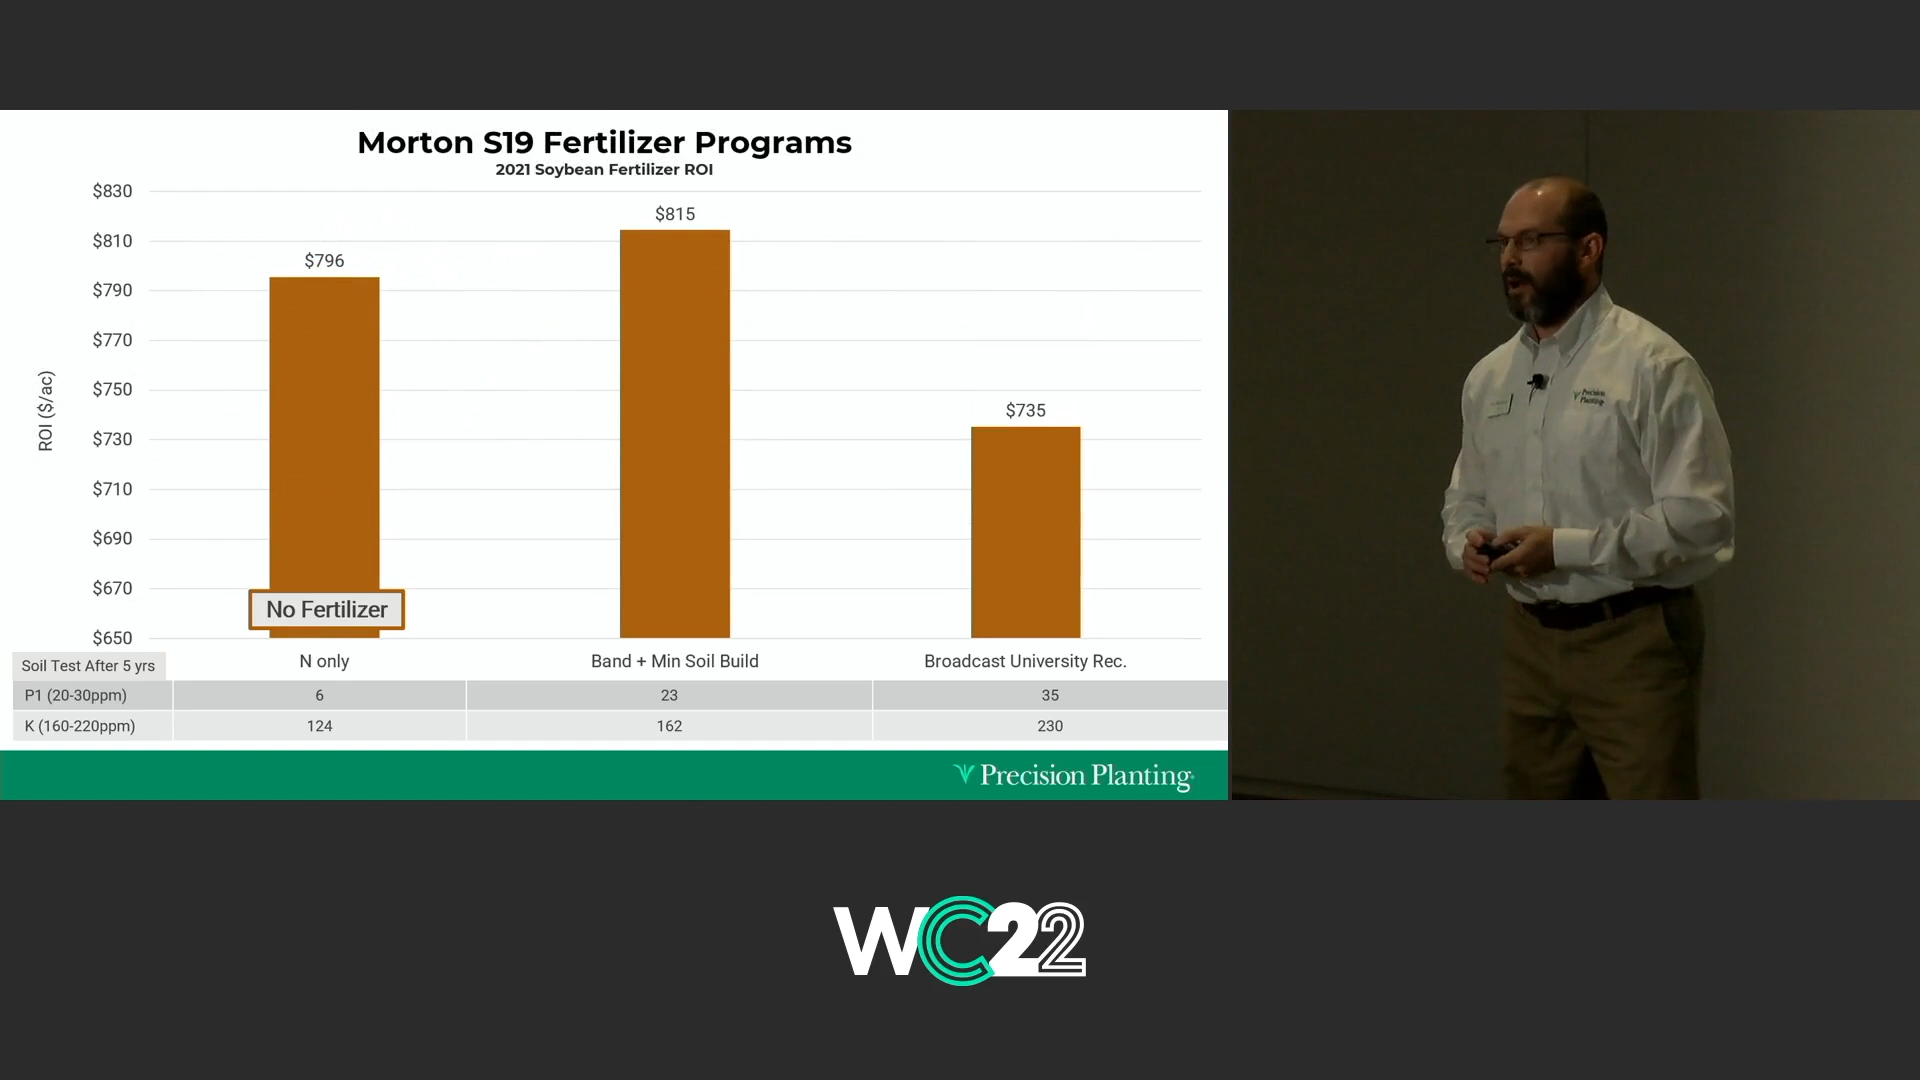 Morton S19 Fertilizer Programs
2021 Soybean Fertilizer ROI
ROI ($/ac)
$830
$810
$790
$770
$750
$730
$710
$690
$670
$650
$796
$815
$735
No Fertilizer
N only
Band + Min Soil Build
Broadcast University Rec.
Soil Test After 5 yrs
P1 (20-30ppm) 6 23 35
K (160-220ppm) 124 162 230
Precision Planting
Precision
Planting
WC22